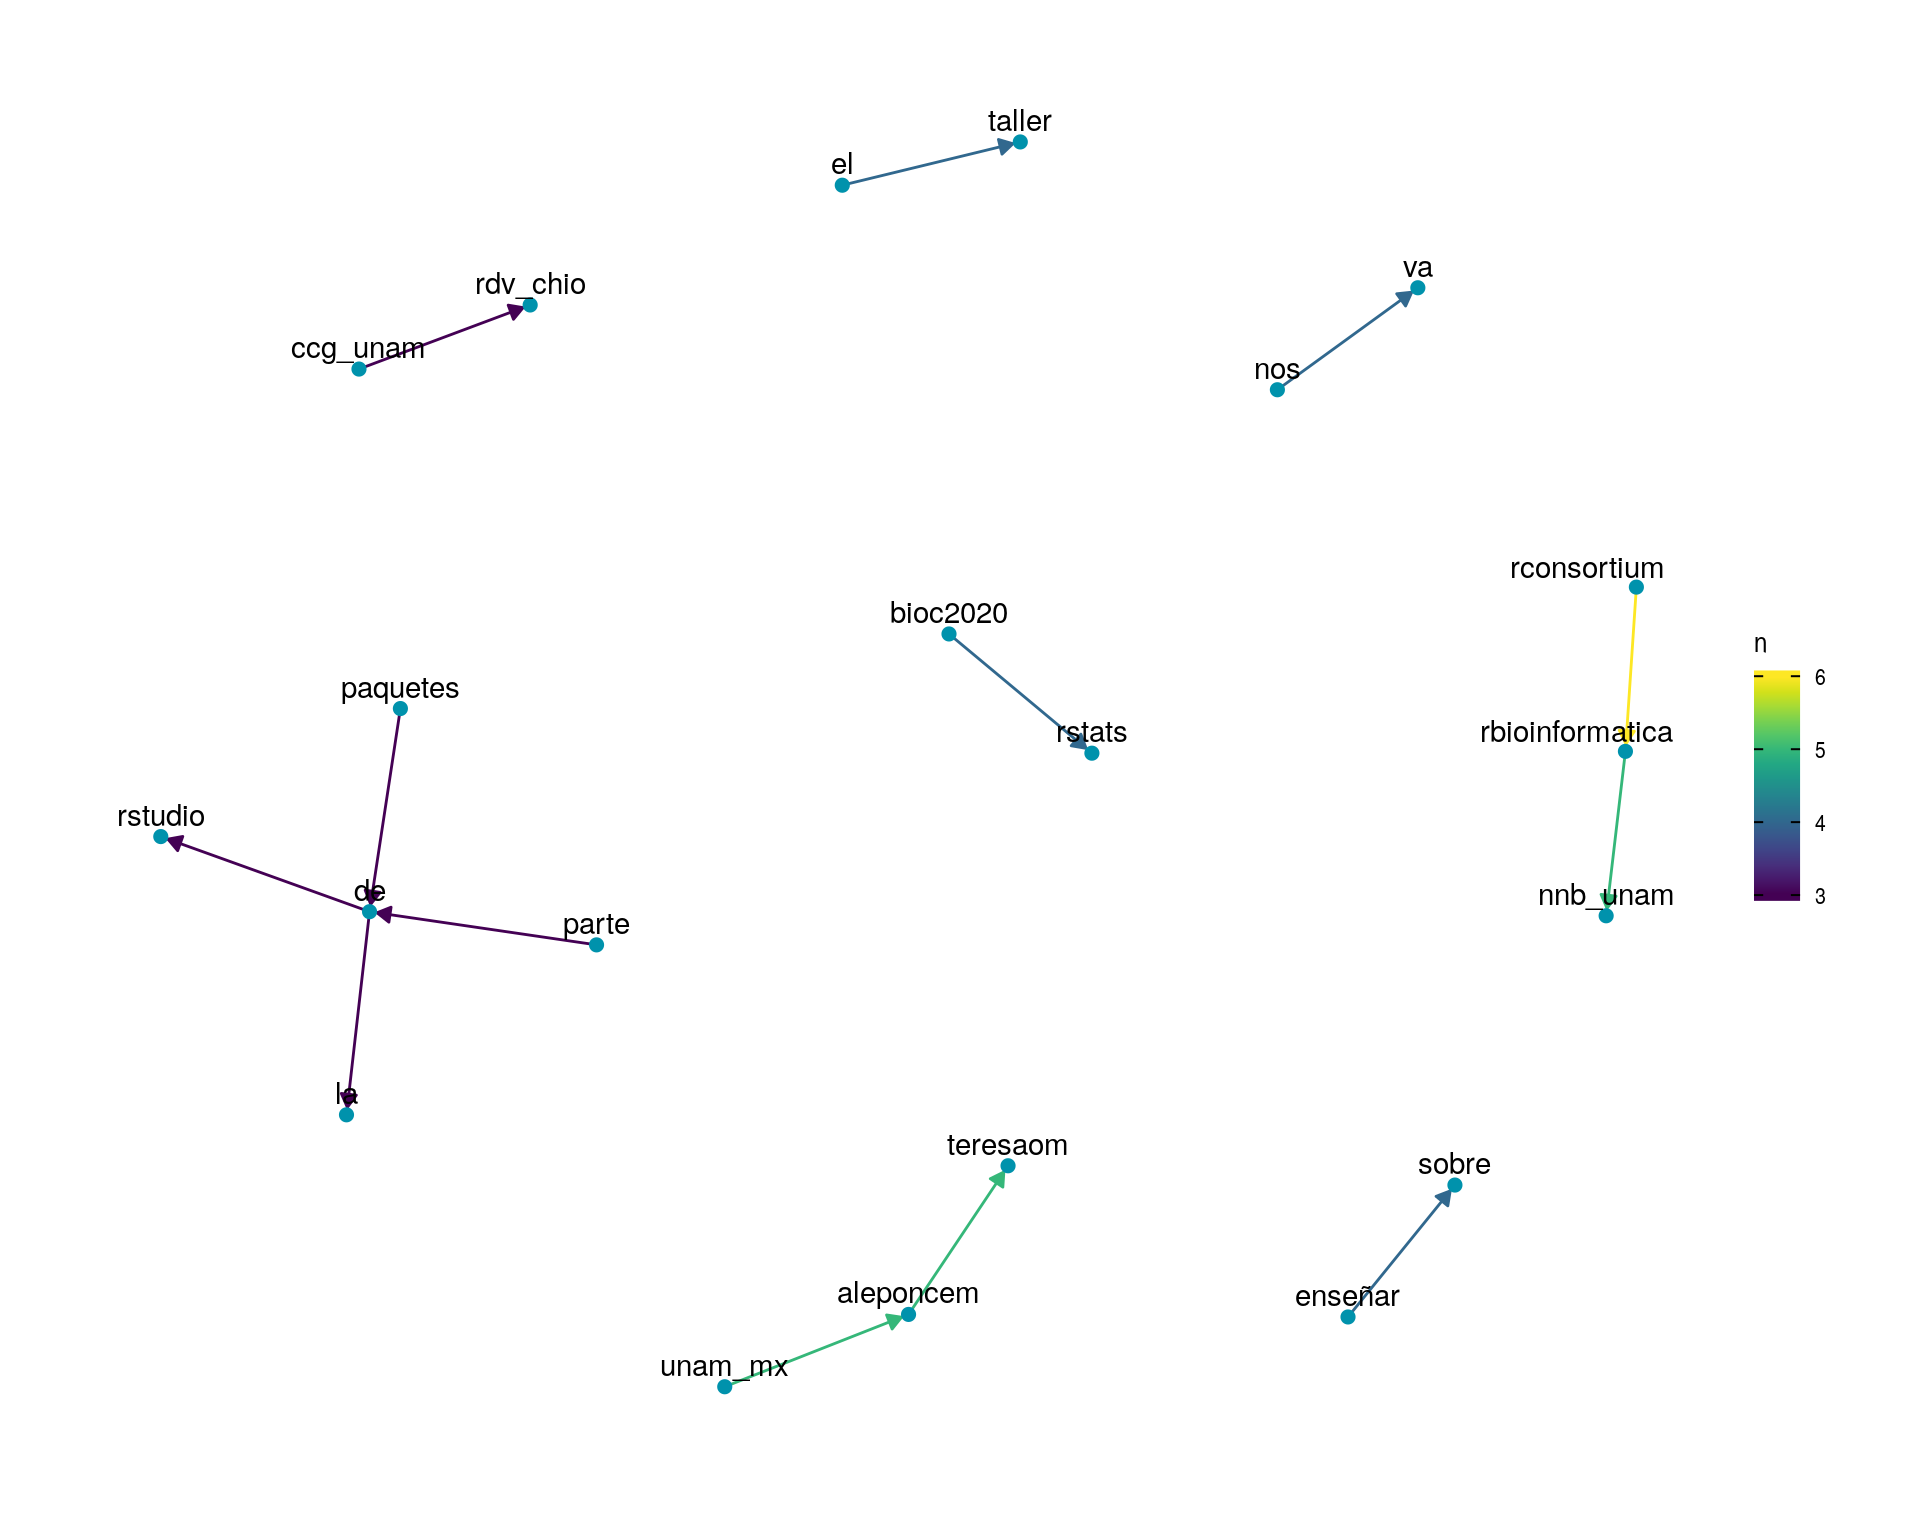 taller
el
va
rdv_chio
ccg_unam
nos
rconsortium
bioc2020
n
6
rbioinformatica
rstats
5
4
3
paquetes
rstudio
de
parte
nnb_unam
la
teresaom
sobre
aleponcem
enseñar
unam_mx